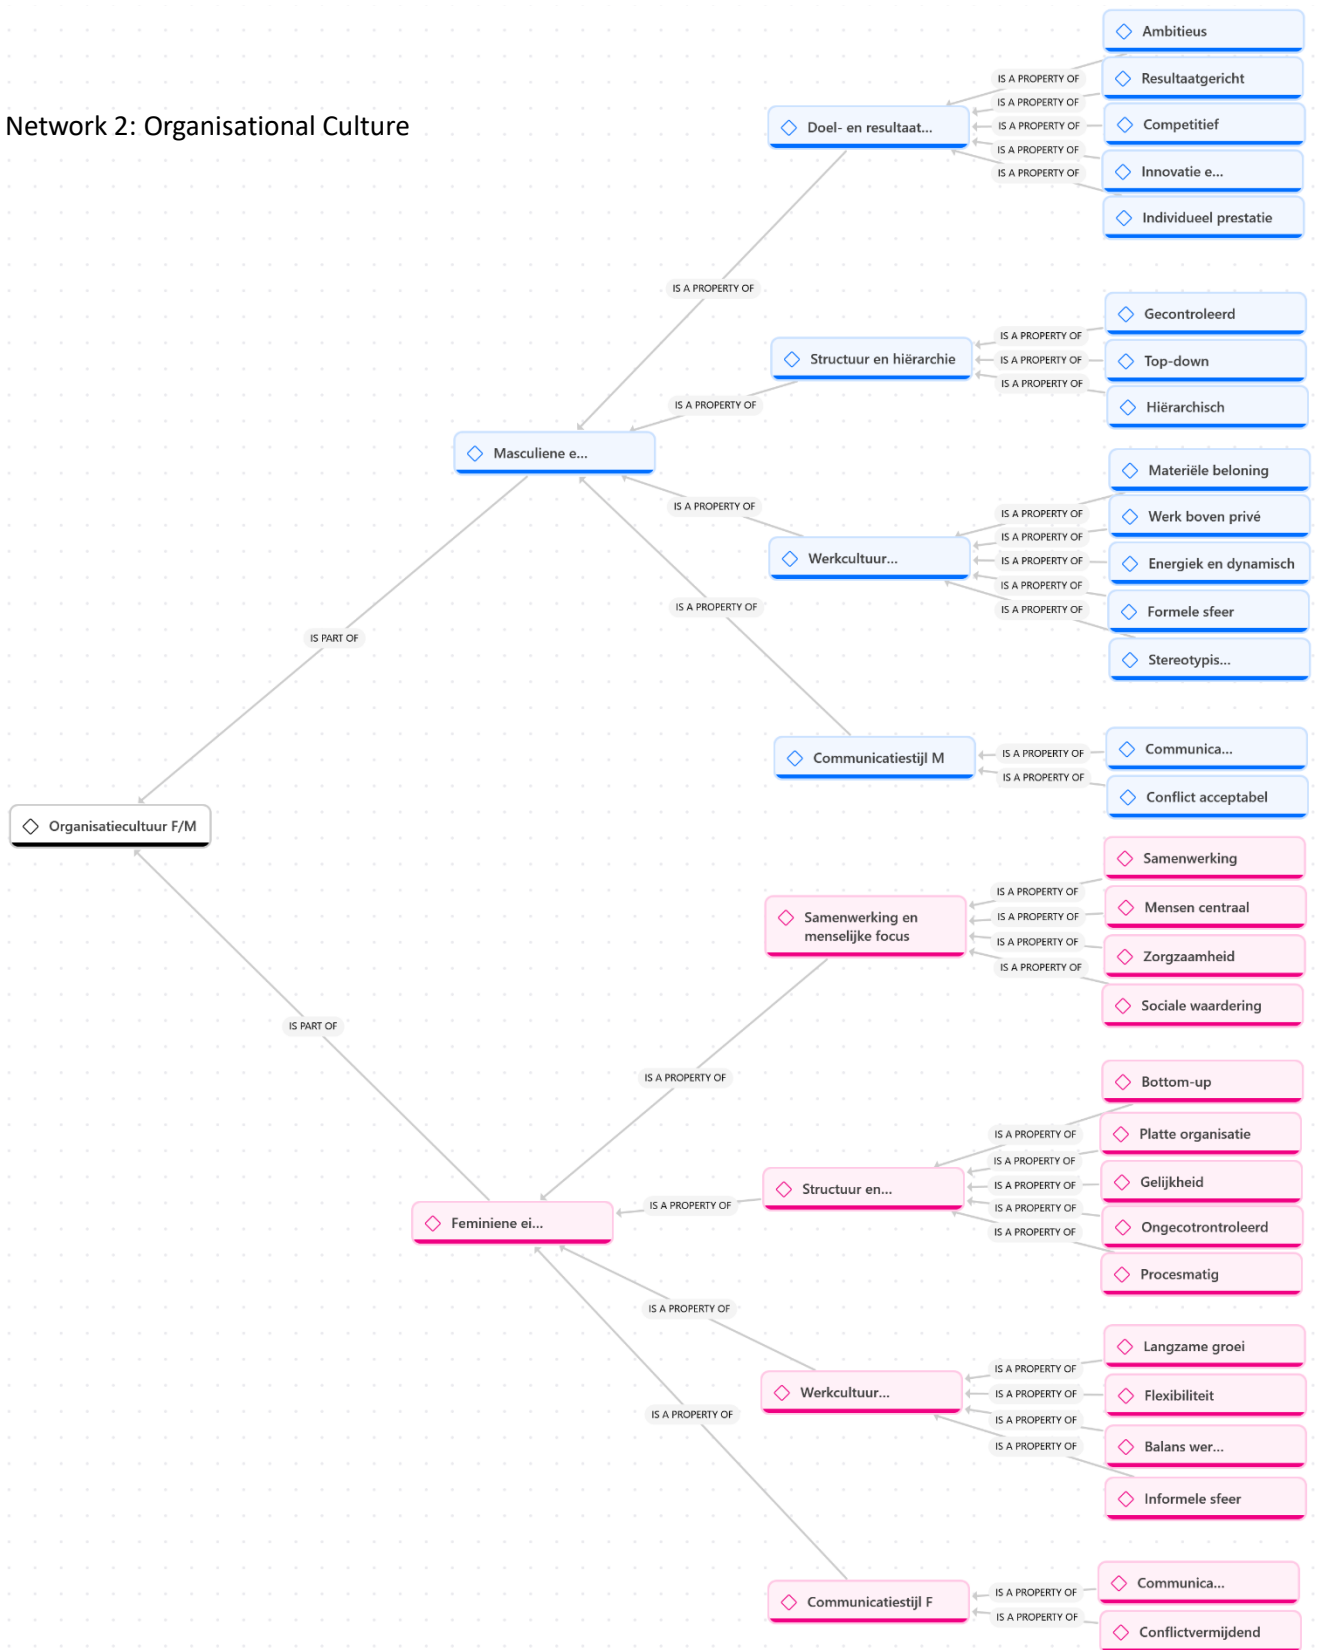 Network 2: Organisational Culture
Ambitieus
IS A PROPERTY OF
Resultaatgericht
IS A PROPERTY OF
Doel- en resultaat...
IS A PROPERTY OF
Competitief
IS A PROPERTY OF
Innovatie e...
IS A PROPERTY OF
Individueel prestatie
IS A PROPERTY OF
Gecontroleerd
IS A PROPERTY OF
Structuur en hiërarchie
IS A PROPERTY OF
Top-down
IS A PROPERTY OF
Hiërarchisch
IS A PROPERTY OF
Masculiene e...
Materiële beloning
IS A PROPERTY OF
IS A PROPERTY OF
Werk boven privé
IS A PROPERTY OF
Werkcultuur...
IS A PROPERTY OF
Energiek en dynamisch
IS A PROPERTY OF
Formele sfeer
IS A PROPERTY OF
IS A PROPERTY OF
Stereotypis...
IS PART OF
Communicatiestijl M
IS A PROPERTY OF
Communica...
IS A PROPERTY OF
Conflict acceptabel
Organisatiecultuur F/M
Samenwerking
IS A PROPERTY OF
Samenwerking en
menselijke focus
IS A PROPERTY OF
Mensen centraal
IS A PROPERTY OF
Zorgzaamheid
IS A PROPERTY OF
Sociale waardering
IS PART OF
IS A PROPERTY OF
Bottom-up
IS A PROPERTY OF
Platte organisatie
IS A PROPERTY OF
Structuur en...
IS A PROPERTY OF
Gelijkheid
IS A PROPERTY OF
IS A PROPERTY OF
Feminiene ei...
Ongecotrontroleerd
IS A PROPERTY OF
Procesmatig
IS A PROPERTY OF
Langzame groei
IS A PROPERTY OF
Werkcultuur...
IS A PROPERTY OF
Flexibiliteit
IS A PROPERTY OF
IS A PROPERTY OF
Balans wer...
IS A PROPERTY OF
Informele sfeer
Communicatiestijl F
IS A PROPERTY OF
Communica...
IS A PROPERTY OF
Conflictvermijdend